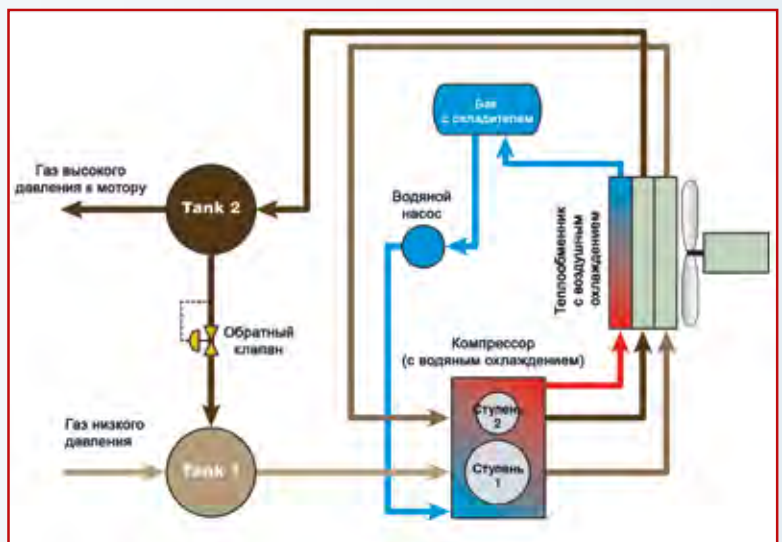 Бак
с охладителем
Газ высокого
давления к мотору
Tank 2
Водяной
насос
Теплообменник
с воздушным
охлаждением
Обратный
клапан
Компрессор
(с водяным охлаждением)
Газ низкого
давления
Tank 1
Ступень
2
Ступень
1